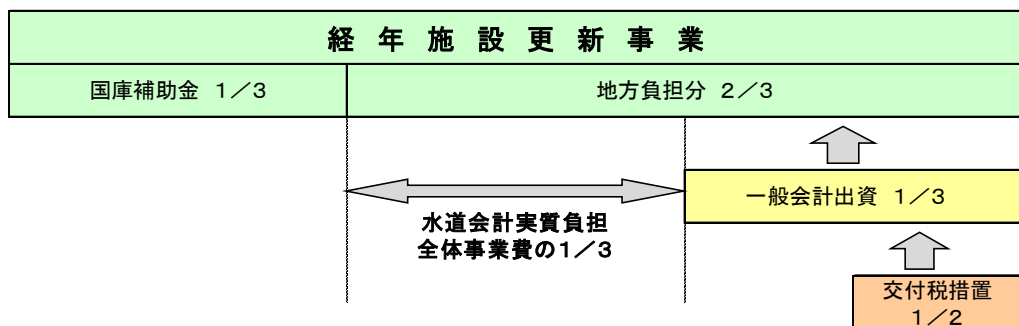 経年施設更新事業
国庫補助金 1／3
地方負担分 2／3
一般会計出資 1／3
水道会計実質負担
全体事業費の1／3
交付税措置
1／2